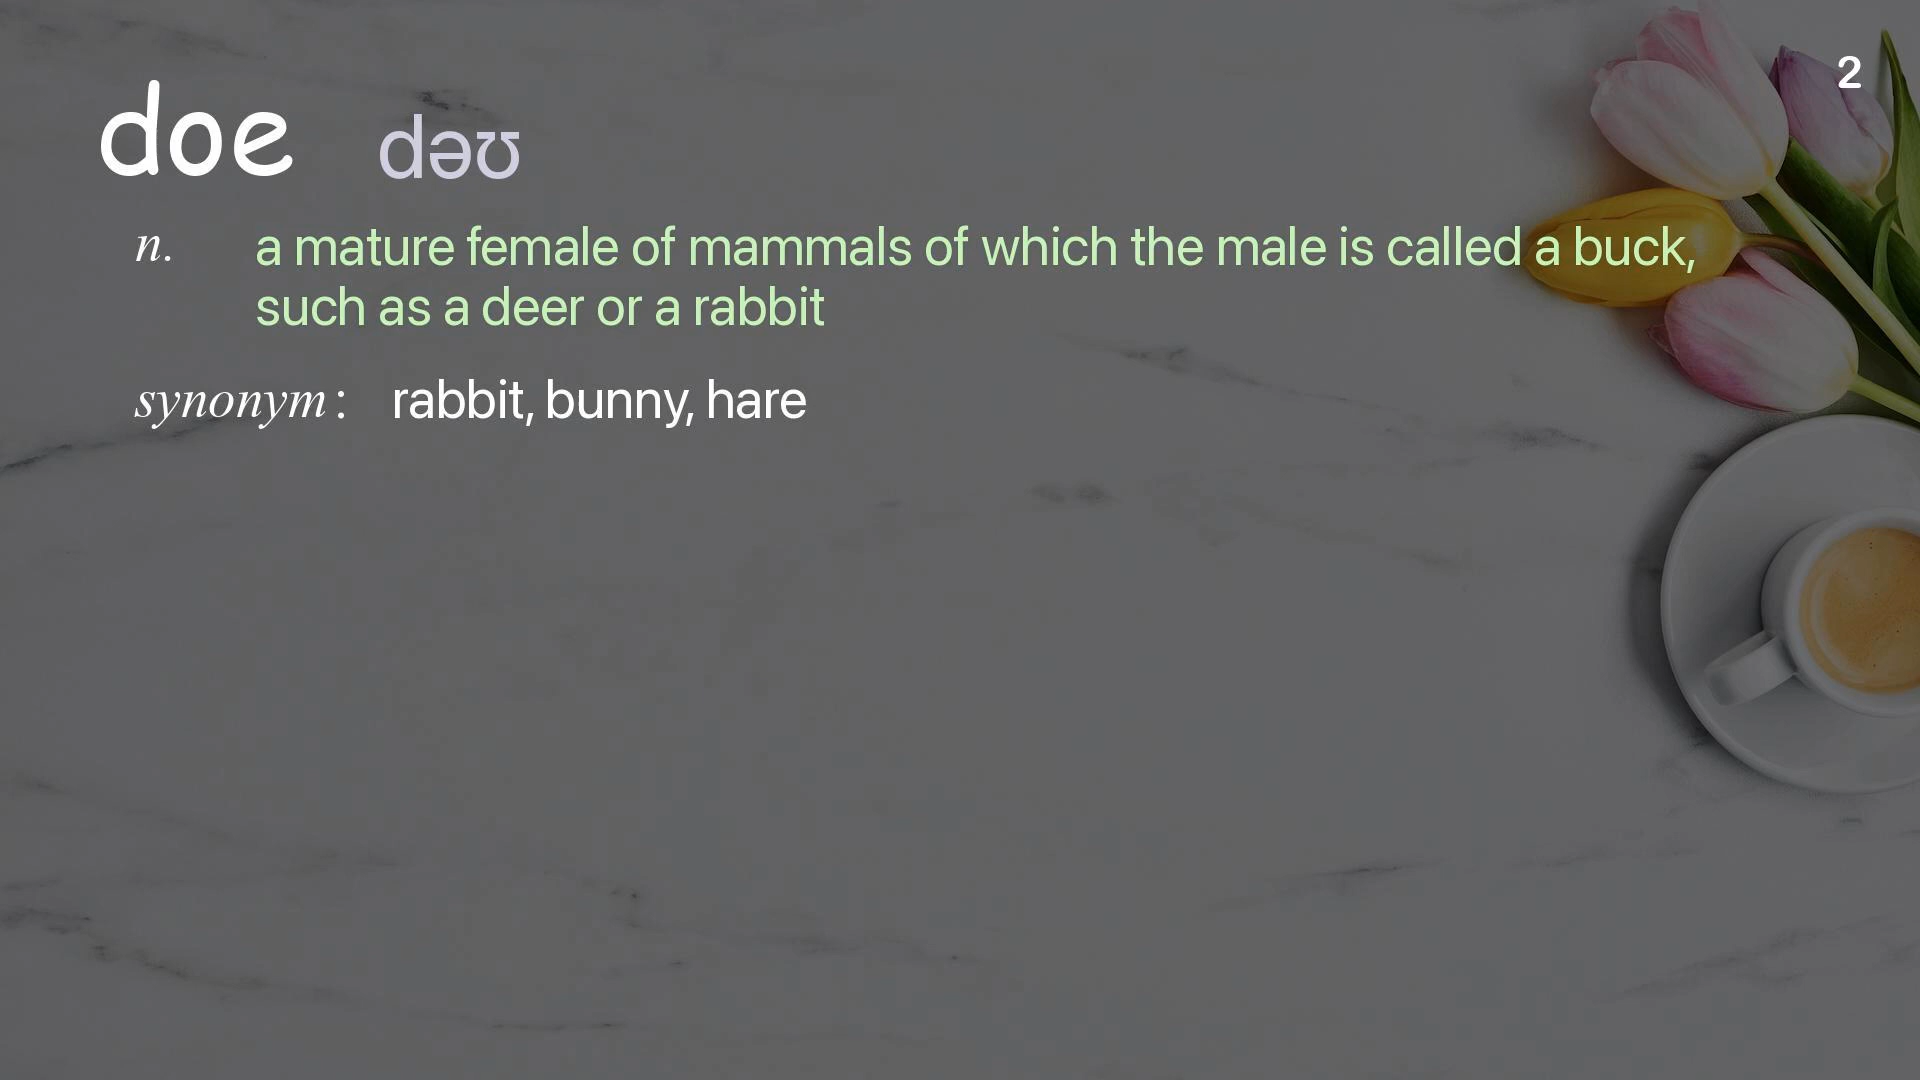 2
doe dəʊ
n. a mature female of mammals of which the male is called a buck,
such as a deer or a rabbit
synonym : rabbit, bunny, hare